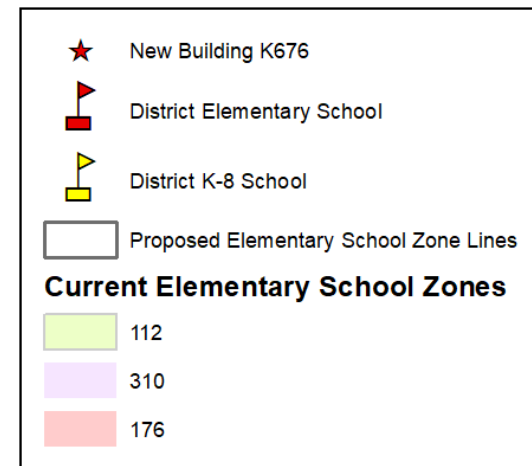 New Building K676
District Elementary School
District K-8 School
Proposed Elementary School Zone Lines
Current Elementary School Zones
112
310
176